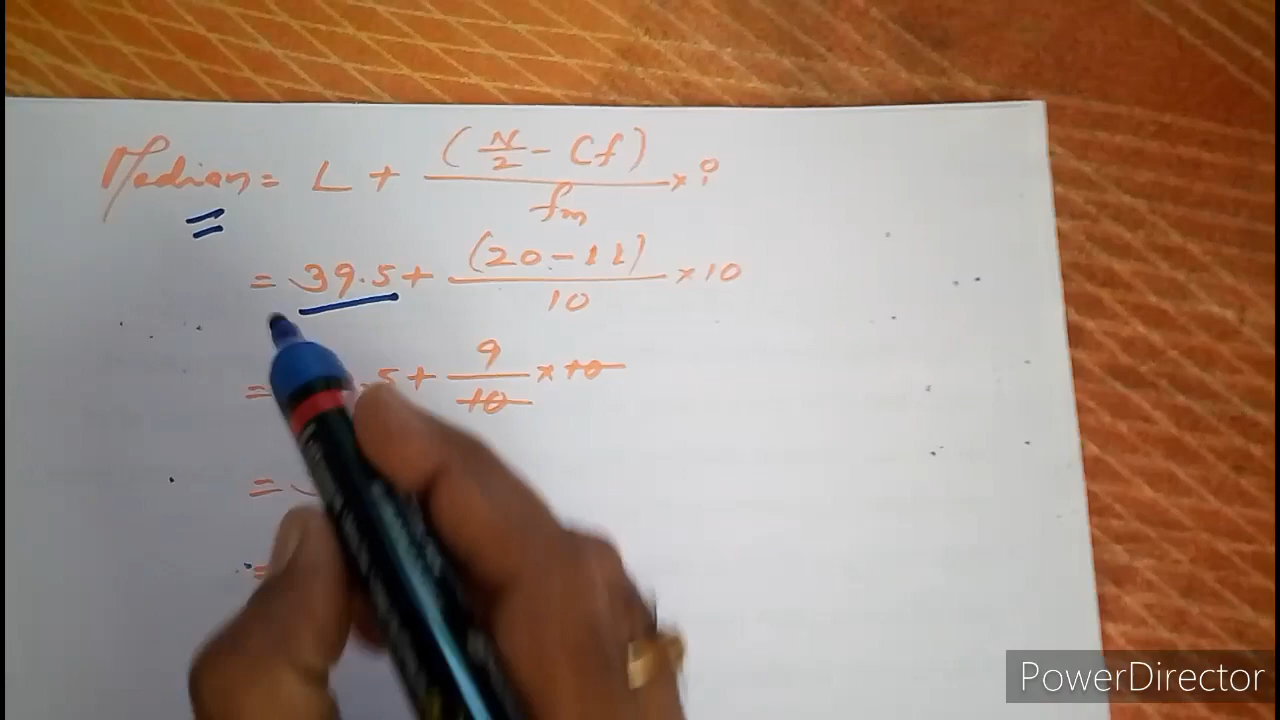 Median = L + (N/2 - Cf)/fm × i
= 39.5 + (20 - 11)/10 × 10
= .5 + 9/10 × 10
=
=
PowerDirector